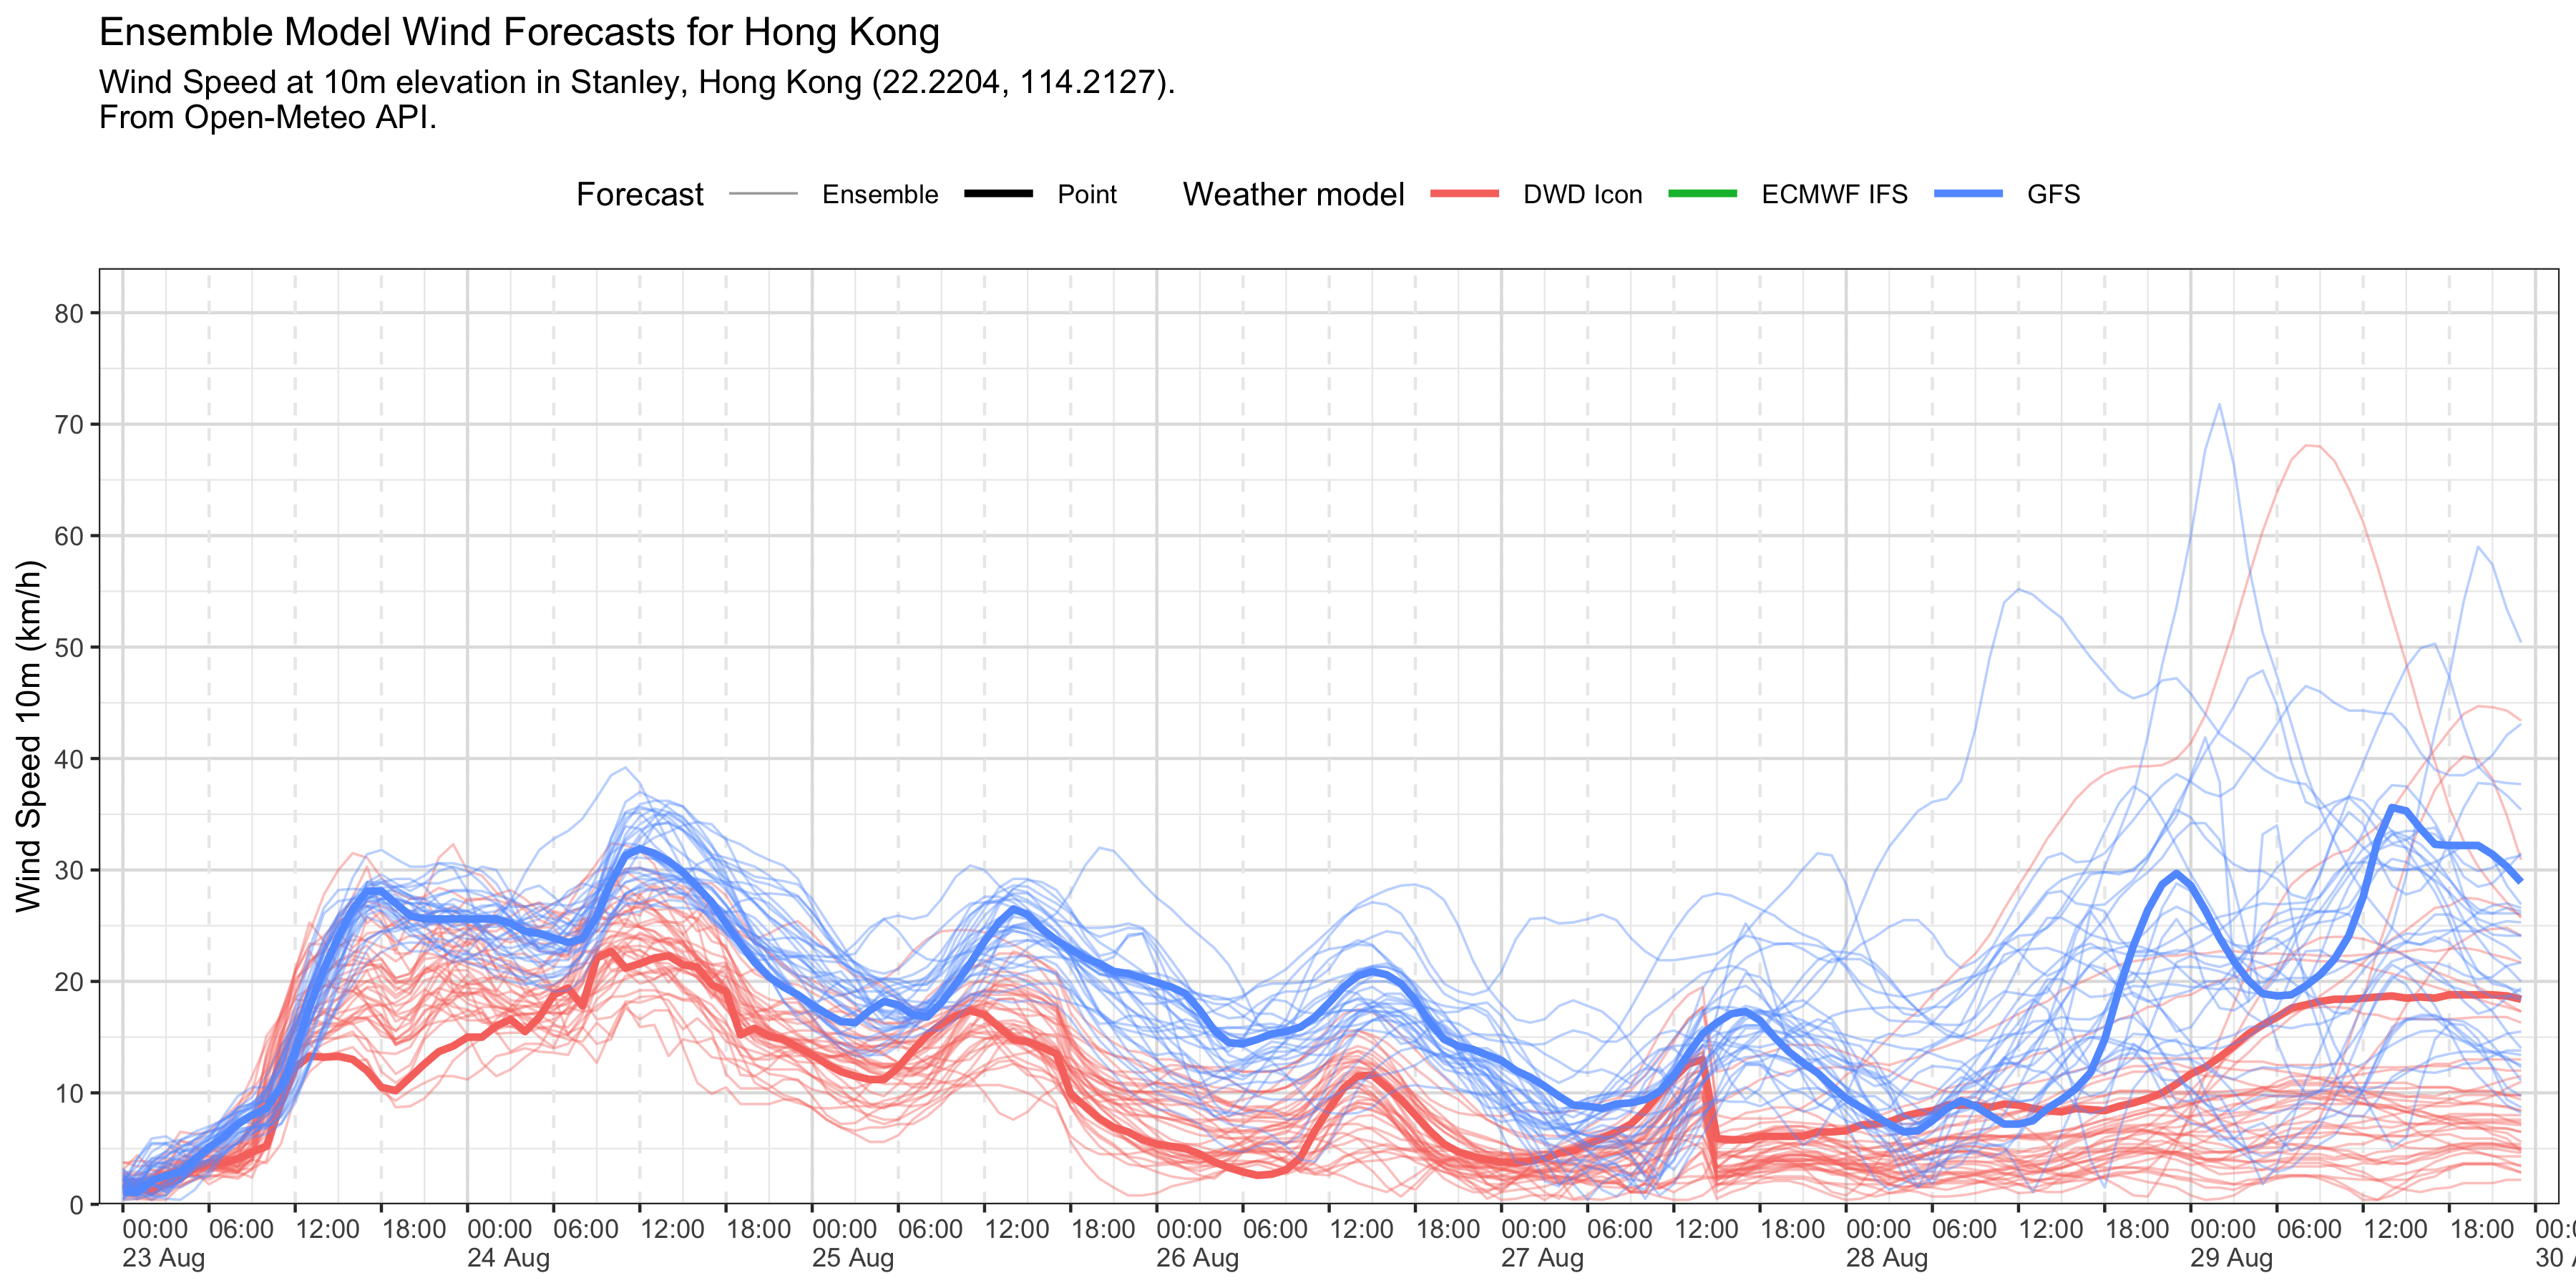 Ensemble Model Wind Forecasts for Hong Kong
Wind Speed at 10m elevation in Stanley, Hong Kong (22.2204, 114.2127).
From Open-Meteo API.
Forecast Ensemble Point Weather model DWD Icon ECMWF IFS GFS
Wind Speed 10m (km/h)
80
70
60
50
40
30
20
10
0
00:00 06:00 12:00 18:00 00:00 06:00 12:00 18:00 00:00 06:00 12:00 18:00 00:00 06:00 12:00 18:00 00:00 06:00 12:00 18:00 00:00 06:00 12:00 18:00 00:00 06:00 12:00 18:00 00:0
23 Aug 24 Aug 25 Aug 26 Aug 27 Aug 28 Aug 29 Aug 30 A